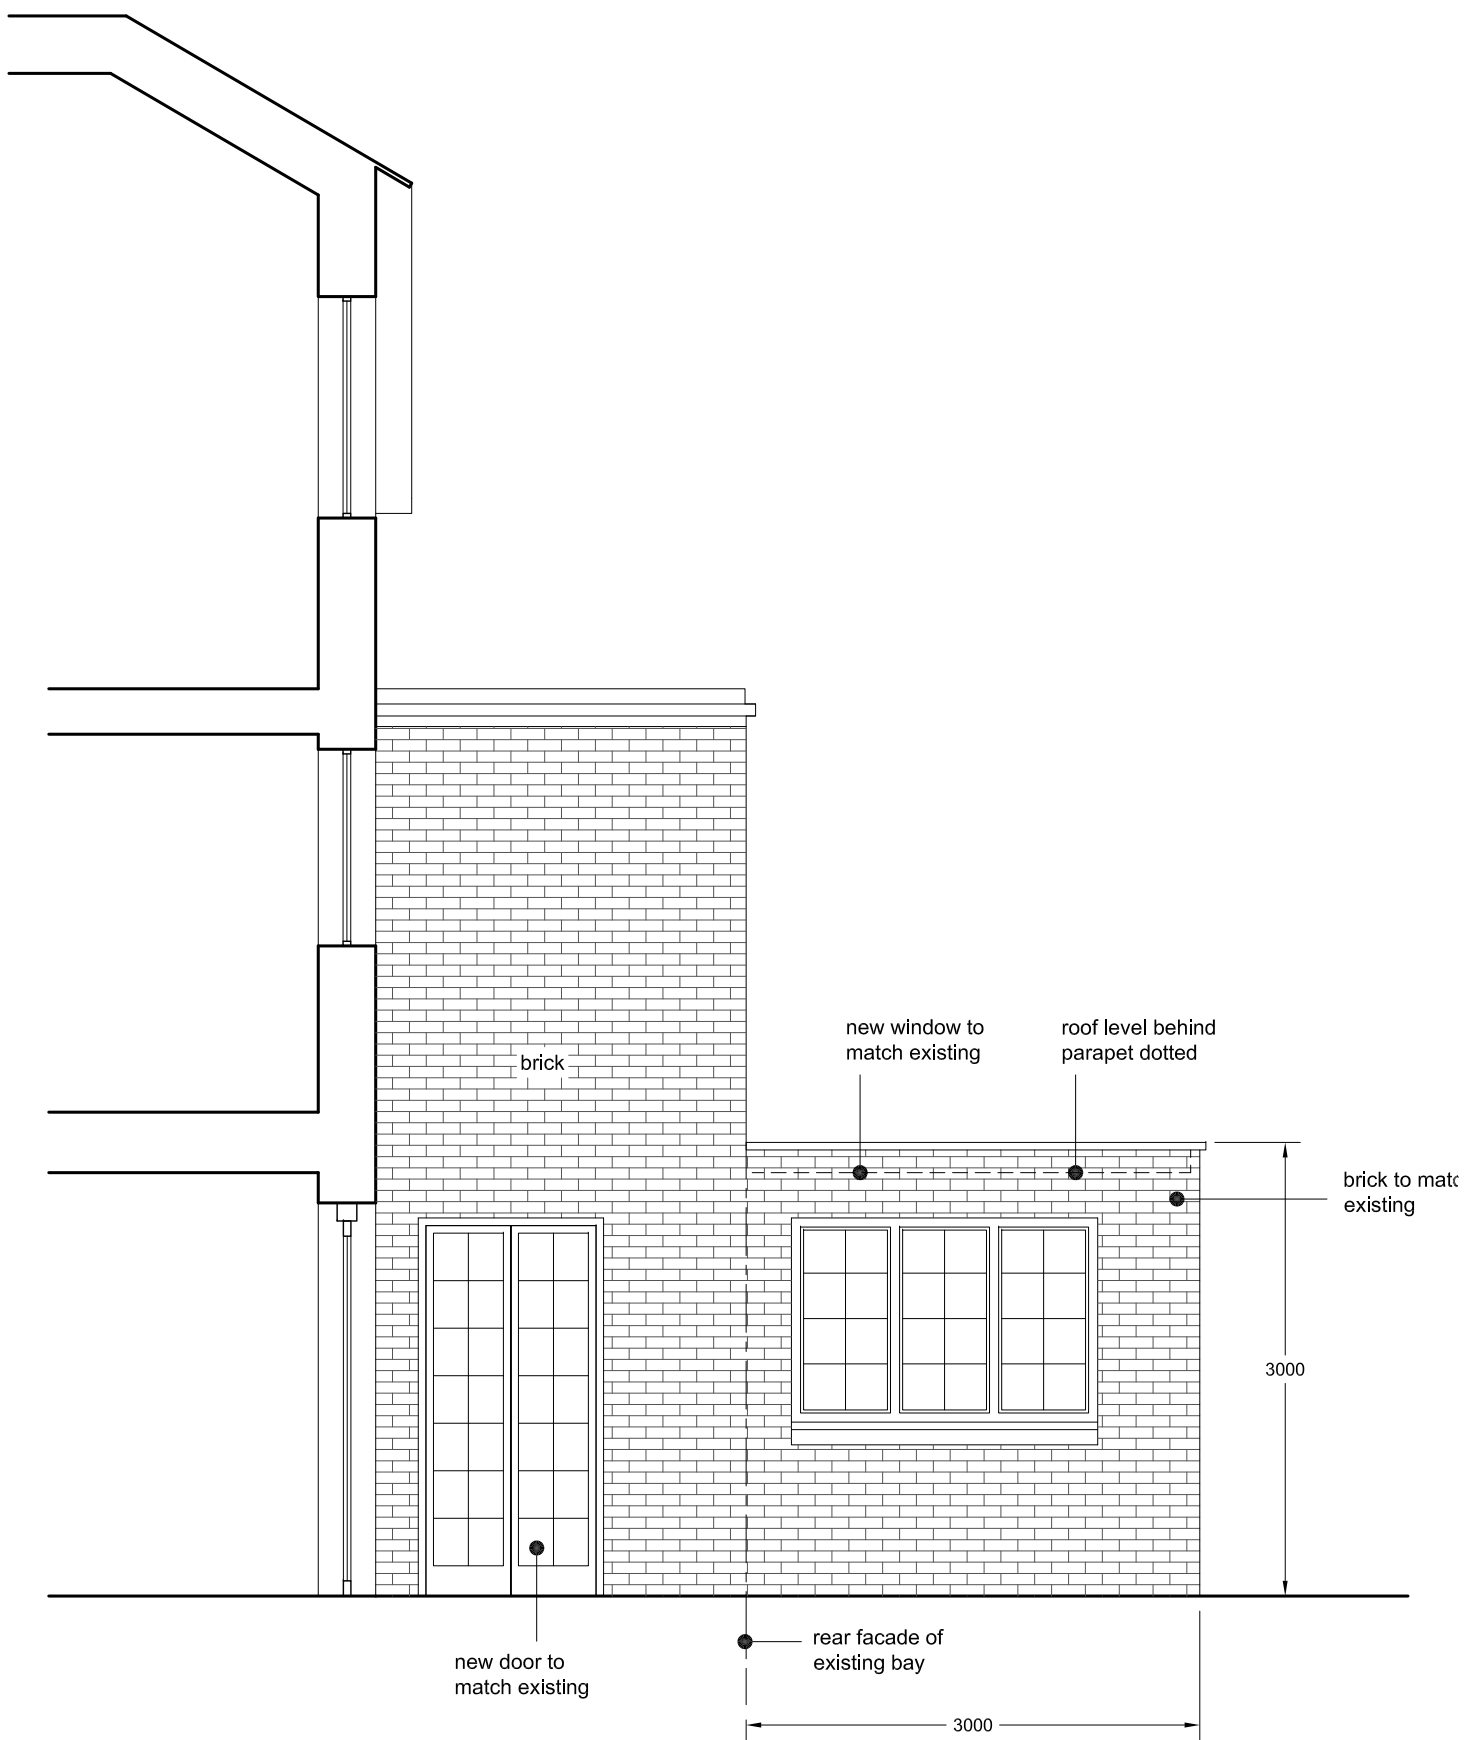 new window to
match existing
roof level behind
parapet dotted
brick
brick to matc
existing
3000
rear facade of
existing bay
new door to
match existing
3000